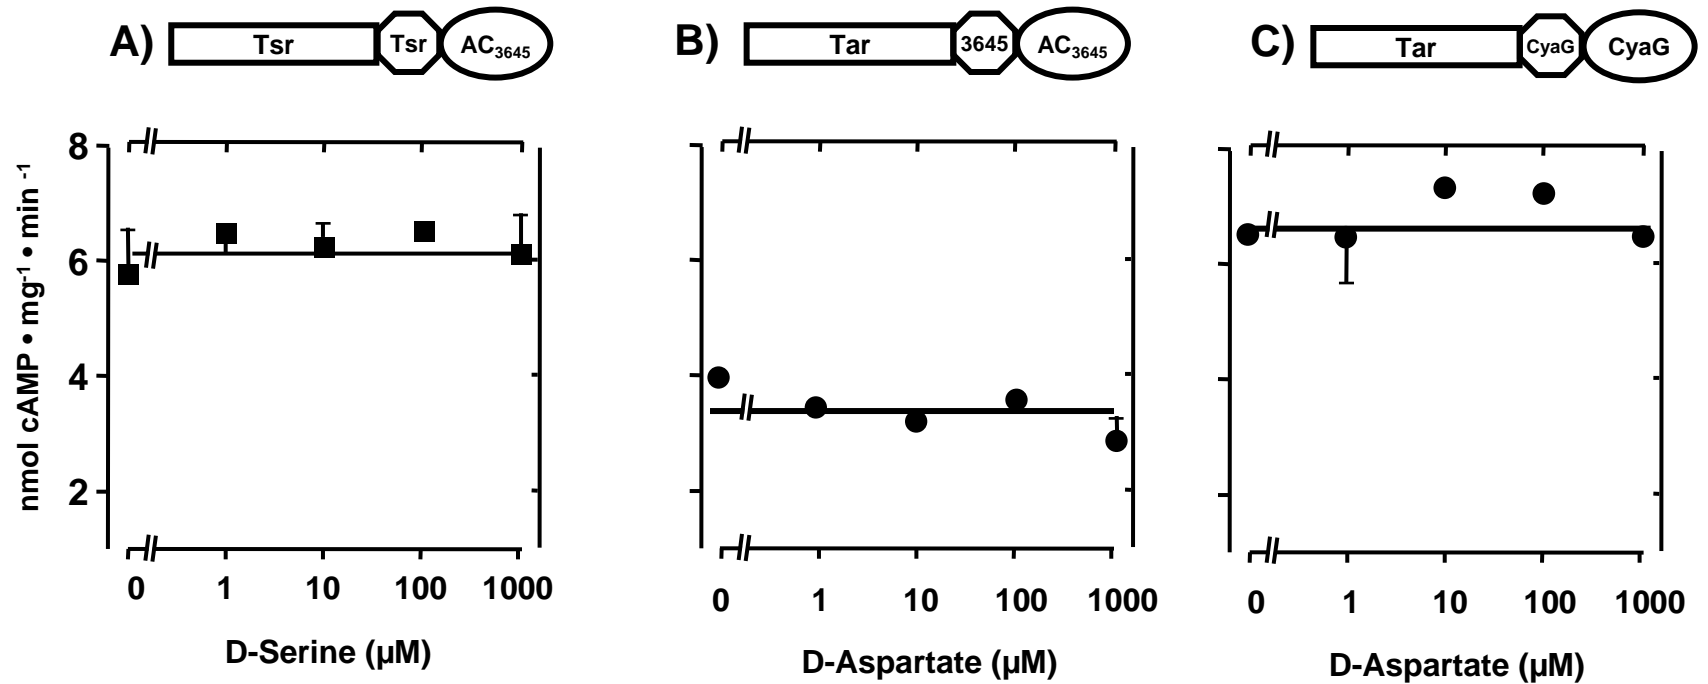 A) Tsr Tsr AC3645
B) Tar 3645 AC3645
C) Tar CyaG CyaG
nmol cAMP • mg-1 • min -1
8
6
4
2
0 1 10 100 1000
D-Serine (µM)
0 1 10 100 1000
D-Aspartate (µM)
0 1 10 100 1000
D-Aspartate (µM)